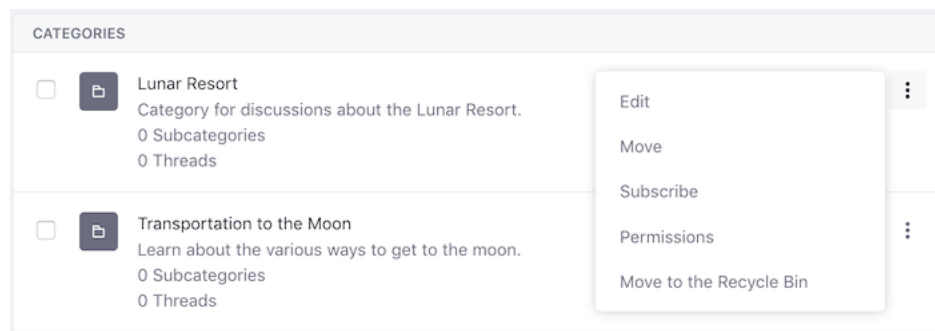 CATEGORIES
Lunar Resort
Category for discussions about the Lunar Resort.
0 Subcategories
0 Threads
Edit
Move
Subscribe
Permissions
Move to the Recycle Bin
Transportation to the Moon
Learn about the various ways to get to the moon.
0 Subcategories
0 Threads